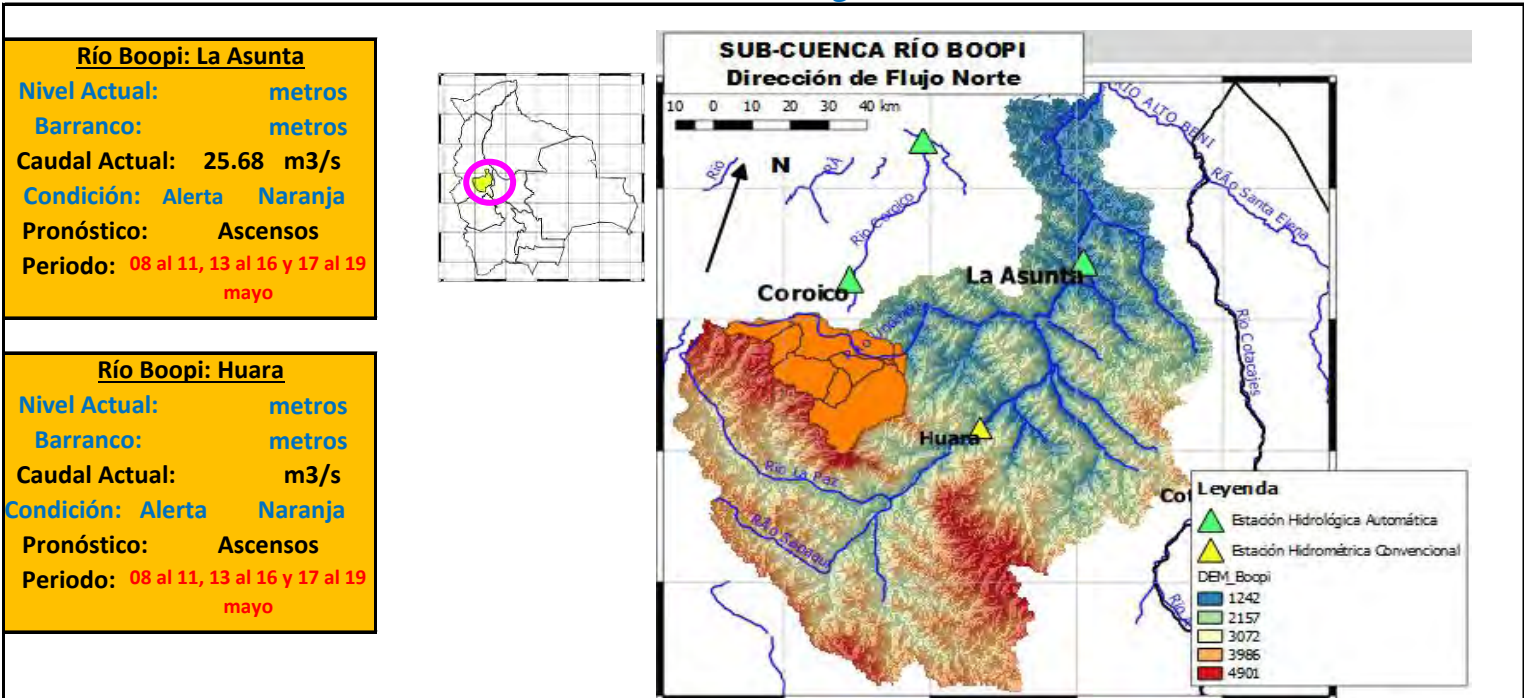 Río Boopi: La Asunta
Nivel Actual: metros
Barranco: metros
Caudal Actual: 25.68 m3/s
Condición: Alerta Naranja
Pronóstico: Ascensos
Periodo: 08 al 11, 13 al 16 y 17 al 19
mayo
Río Boopi: Huara
Nivel Actual: metros
Barranco: metros
Caudal Actual: m3/s
Condición: Alerta Naranja
Pronóstico: Ascensos
Periodo: 08 al 11, 13 al 16 y 17 al 19
mayo
SUB-CUENCA RÍO BOOPI
Dirección de Flujo Norte
10 0 10 20 30 40 km
N
Río
RÃ
Río Coroico
RIO ALTO BENI
RÃo Santa Elena
Río Cotacajes
Coroico
La Asunta
Huara
Río La Paz
RÃo Sapaqui
Leyenda
Estación Hidrológica Automática
Estación Hidrométrica Convencional
DEM_Boopi
1242
2157
3072
3986
4901